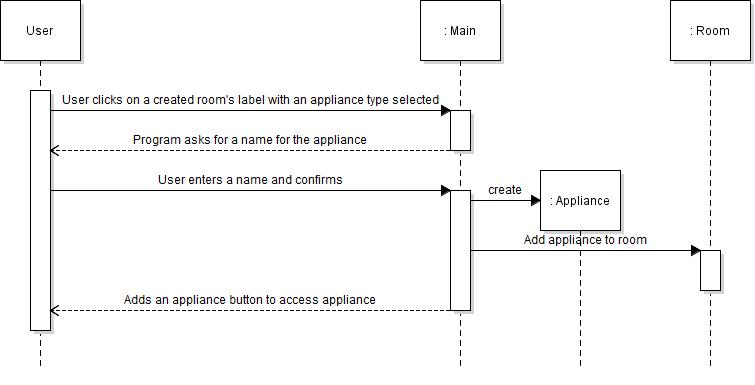 User
: Main
: Room
User clicks on a created room's label with an appliance type selected
Program asks for a name for the appliance
User enters a name and confirms
create
: Appliance
Add appliance to room
Adds an appliance button to access appliance